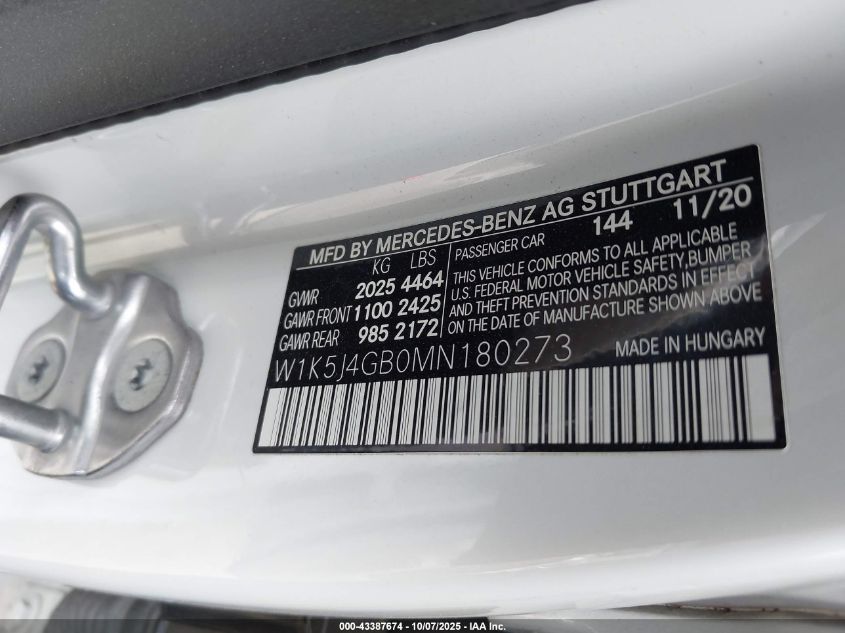 MFD BY MERCEDES-BENZ AG STUTTGART
KG LBS PASSENGER CAR 144 11/20
GVWR 2025 4464
GAWR FRONT 1100 2425
GAWR REAR 985 2172
THIS VEHICLE CONFORMS TO ALL APPLICABLE
U.S. FEDERAL MOTOR VEHICLE SAFETY, BUMPER
AND THEFT PREVENTION STANDARDS IN EFFECT
ON THE DATE OF MANUFACTURE SHOWN ABOVE
W1K5J4GB0MN180273 MADE IN HUNGARY
000-43387674 - 10/07/2025 - IAA Inc.